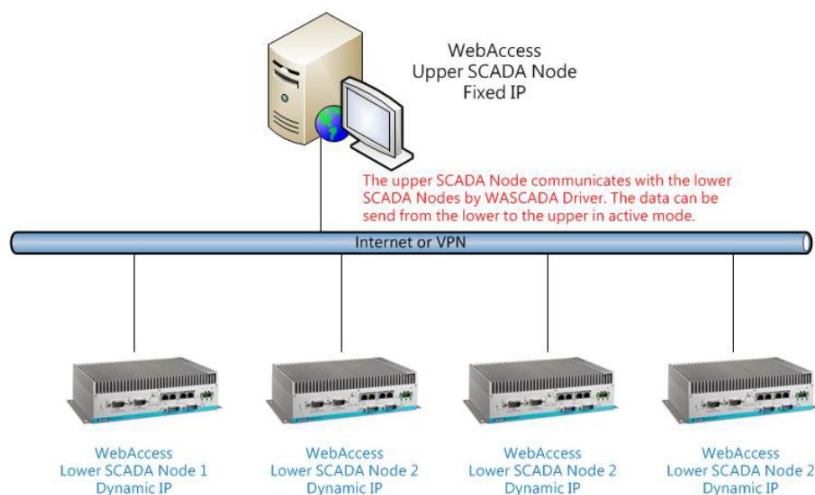 WebAccess
Upper SCADA Node
Fixed IP
The upper SCADA Node communicates with the lower
SCADA Nodes by WASCADA Driver. The data can be
send from the lower to the upper in active mode.
Internet or VPN
WebAccess
Lower SCADA Node 1
Dynamic IP
WebAccess
Lower SCADA Node 2
Dynamic IP
WebAccess
Lower SCADA Node 2
Dynamic IP
WebAccess
Lower SCADA Node 2
Dynamic IP